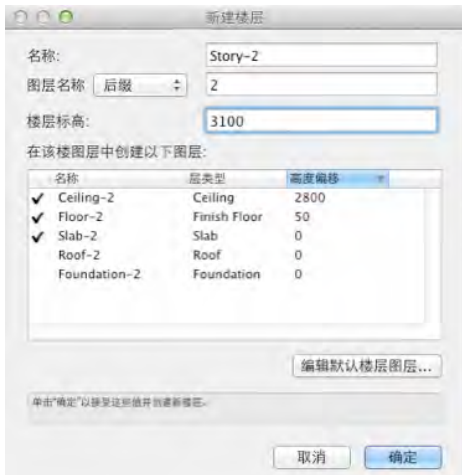 新建楼层
名称: Story-2
图层名称 后缀 2
楼层标高: 3100
在该楼图层中创建以下图层:
名称 层类型 高度偏移
✓ Ceiling-2 Ceiling 2800
✓ Floor-2 Finish Floor 50
✓ Slab-2 Slab 0
Roof-2 Roof 0
Foundation-2 Foundation 0
编辑默认楼层图层...
单击“确定”以接受这些值并创建新楼层。
取消 确定